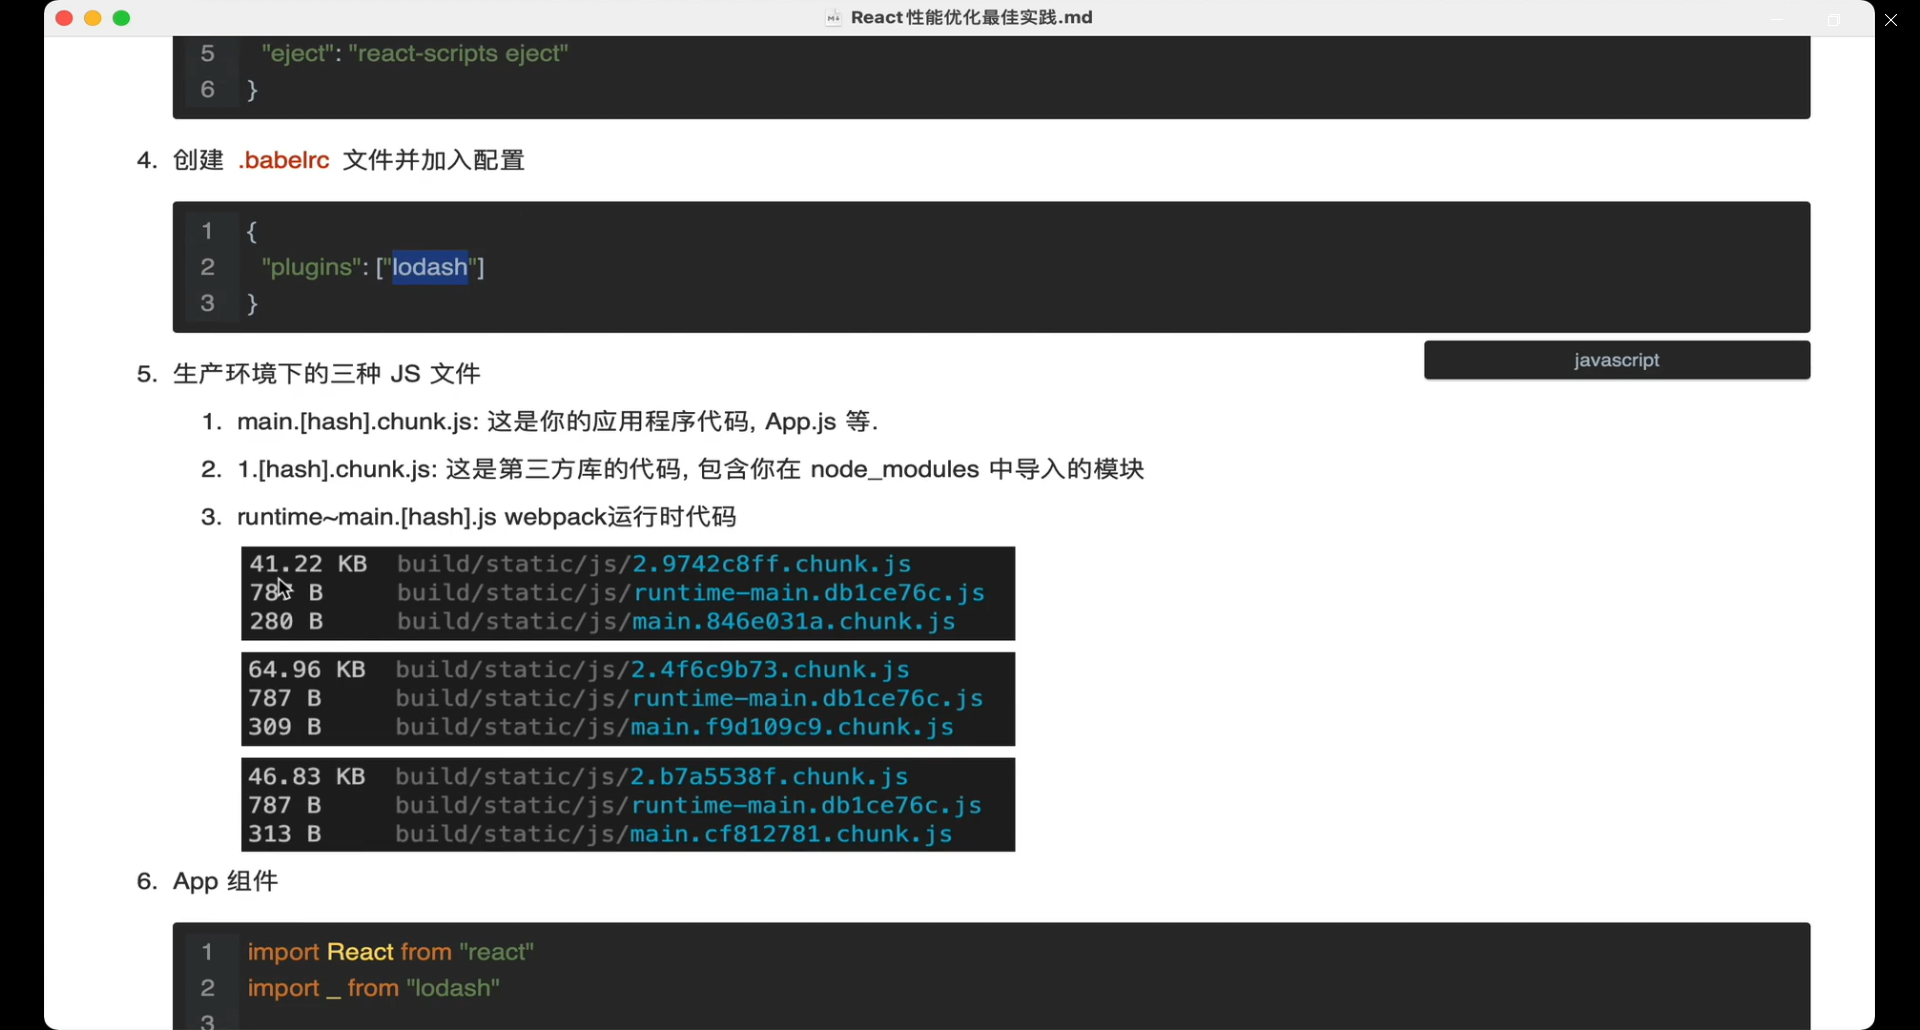 React性能优化最佳实践.md
5 "eject": "react-scripts eject"
6 }
4. 创建 .babelrc 文件并加入配置
1 {
2 "plugins": ["lodash"]
3 }
javascript
5. 生产环境下的三种 JS 文件
1. main.[hash].chunk.js: 这是你的应用程序代码, App.js 等.
2. 1.[hash].chunk.js: 这是第三方库的代码, 包含你在 node_modules 中导入的模块
3. runtime~main.[hash].js webpack运行时代码
41.22 KB build/static/js/2.9742c8ff.chunk.js
B build/static/js/runtime-main.db1ce76c.js
280 B build/static/js/main.846e031a.chunk.js
64.96 KB build/static/js/2.4f6c9b73.chunk.js
787 B build/static/js/runtime-main.db1ce76c.js
309 B build/static/js/main.f9d109c9.chunk.js
46.83 KB build/static/js/2.b7a5538f.chunk.js
787 B build/static/js/runtime-main.db1ce76c.js
313 B build/static/js/main.cf812781.chunk.js
6. App 组件
1 import React from "react"
2 import _ from "lodash"
3